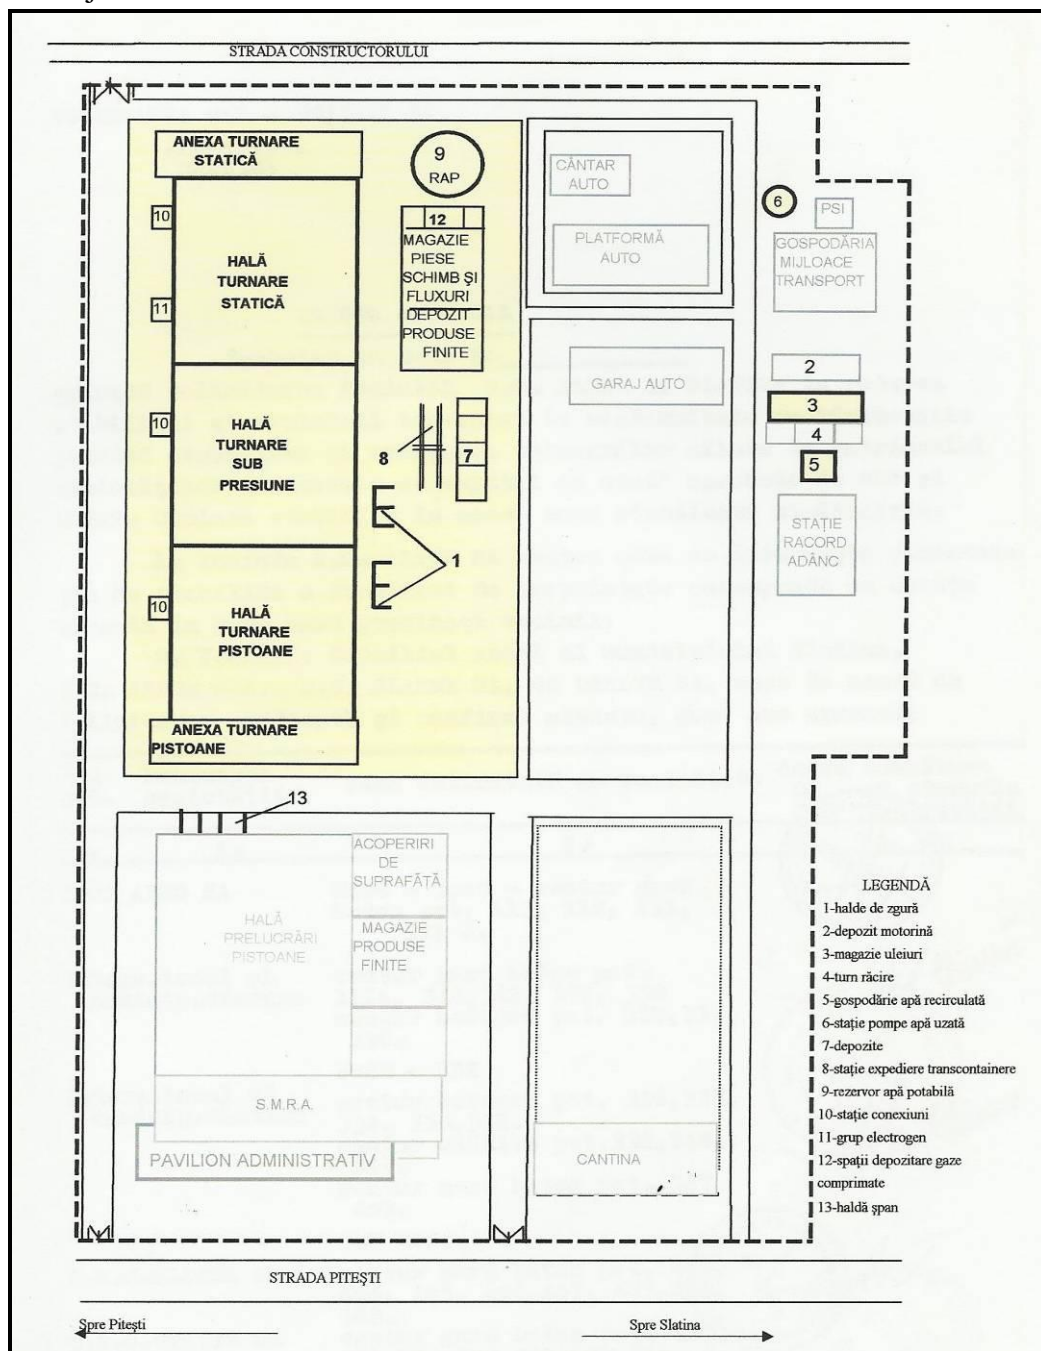 STRADA CONSTRUCTORULUI
ANEXA TURNARE
STATICĂ
9
RAP
CÂNTAR
AUTO
6
PSI
10
12
MAGAZIE
PIESE
SCHIMB ŞI
FLUXURI
DEPOZIT
PRODUSE
FINITE
PLATFORMĂ
AUTO
GOSPODĂRIA
MIJLOACE
TRANSPORT
HALĂ
TURNARE
STATICĂ
11
GARAJ AUTO
2
3
4
5
10
HALĂ
TURNARE
SUB
PRESIUNE
8
7
STAȚIE
RACORD
ADÂNC
1
10
HALĂ
TURNARE
PISTOANE
ANEXA TURNARE
PISTOANE
13
ACOPERIRI
DE
SUPRAFĂȚĂ
HALĂ
PRELUCRĂRI
PISTOANE
MAGAZIE
PRODUSE
FINITE
S.M.R.A.
PAVILION ADMINISTRATIV
CANTINA
LEGENDĂ
1-halde de zgură
2-depozit motorină
3-magazie uleiuri
4-turn răcire
5-gospodărie apă recirculată
6-stație pompe apă uzată
7-depozite
8-stație expediere transcontainere
9-rezervor apă potabilă
10-stație conexiuni
11-grup electrogen
12-spații depozitare gaze
comprimate
13-haldă șpan
STRADA PITEŞTI
Spre Pitești
Spre Slatina